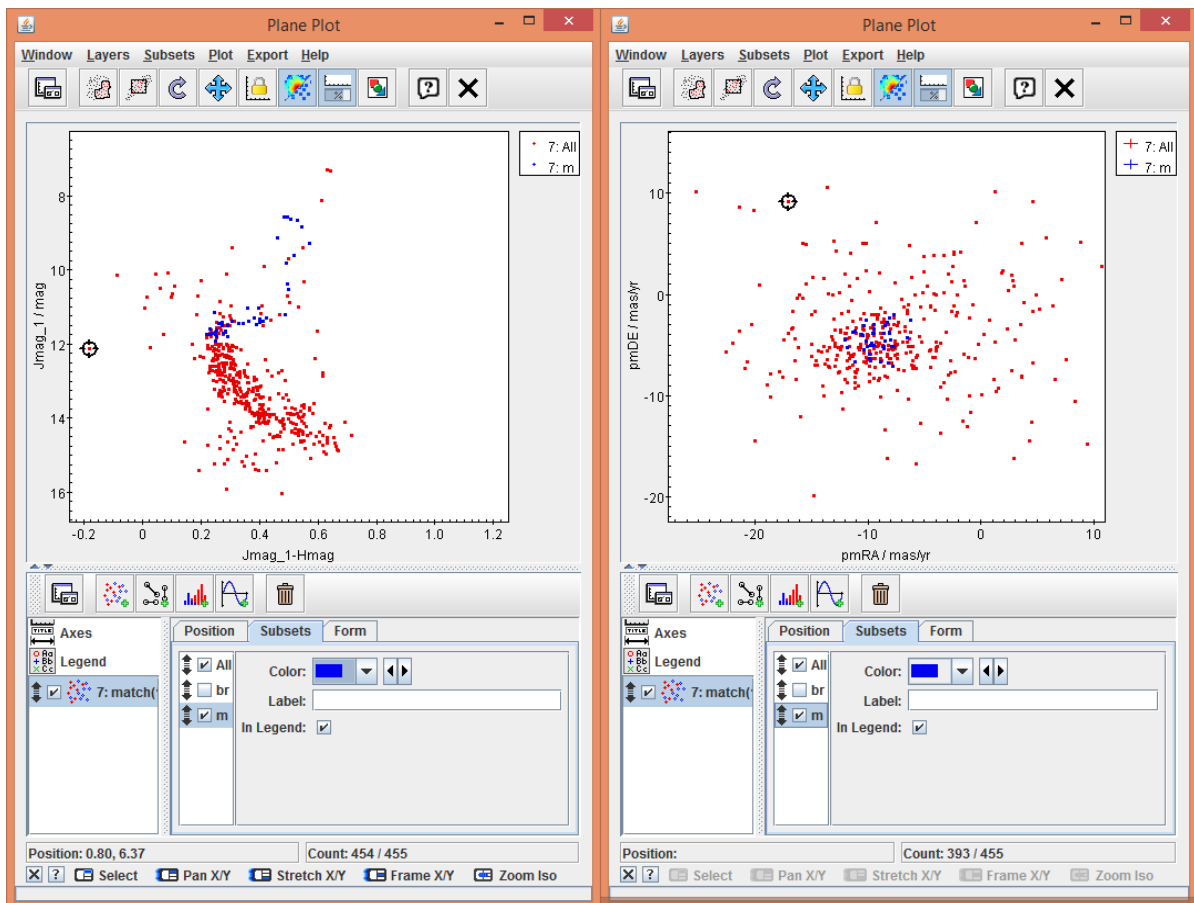 Plane Plot
Window Layers Subsets Plot Export Help
7: All
7: m
8
10
12
14
16
Jmag_1 / mag
-0.2 0 0.2 0.4 0.6 0.8 1.0 1.2
Jmag_1-Hmag
Axes
Legend
7: match(
Position Subsets Form
All
br
m
Color:
Label:
In Legend:
Position: 0.80, 6.37
Count: 454 / 455
Select Pan X/Y Stretch X/Y Frame X/Y Zoom Iso
Plane Plot
Window Layers Subsets Plot Export Help
7: All
7: m
10
0
-10
-20
pmDE / mas/yr
-20 -10 0 10
pmRA / mas/yr
Axes
Legend
7: match(
Position Subsets Form
All
br
m
Color:
Label:
In Legend:
Position:
Count: 393 / 455
Select Pan X/Y Stretch X/Y Frame X/Y Zoom Iso